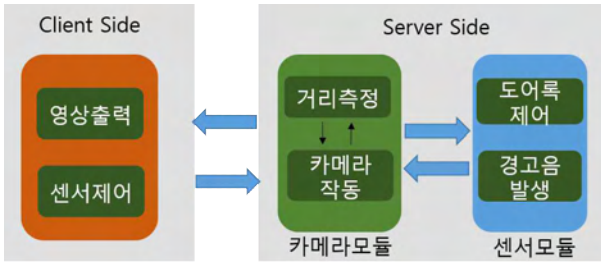 Client Side
영상출력
센서제어
Server Side
거리측정
카메라
작동
카메라모듈
도어록
제어
경고음
발생
센서모듈